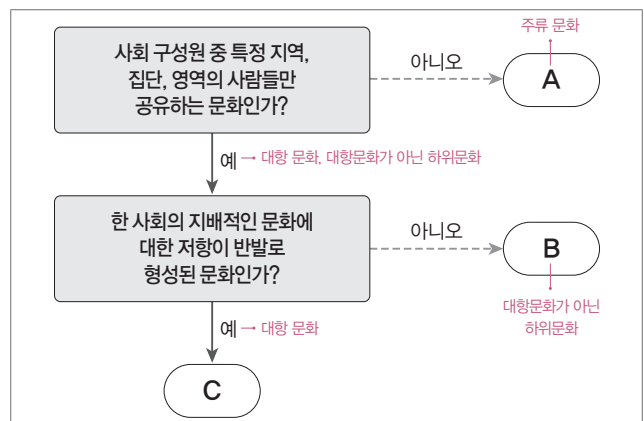 주류 문화
사회 구성원 중 특정 지역,
집단, 영역의 사람들만
공유하는 문화인가?
아니오
A
예 → 대항 문화, 대항문화가 아닌 하위문화
한 사회의 지배적인 문화에
대한 저항이 반발로
형성된 문화인가?
아니오
B
대항문화가 아닌
하위문화
예 → 대항 문화
C